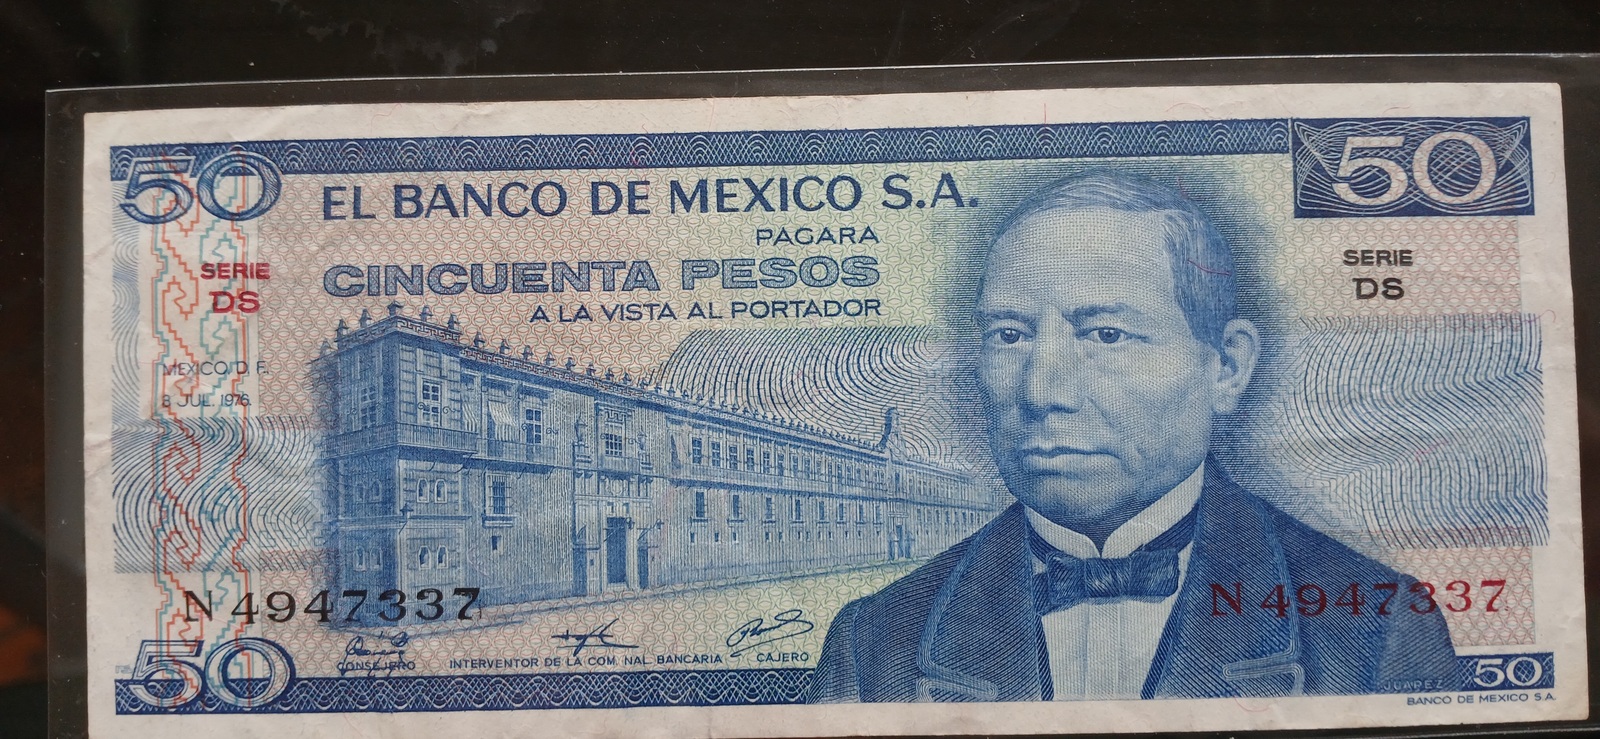 50
50
EL BANCO DE MEXICO S.A.
PAGARA
CINCUENTA PESOS
A LA VISTA AL PORTADOR
SERIE
DS
SERIE
DS
MEXICO, D. F.
8 JUL. 1976
N 4947337
N 4947337
CONSEJERO
INTERVENTOR DE LA COM. NAL. BANCARIA
CAJERO
50
JUAREZ
50
BANCO DE MEXICO S.A.